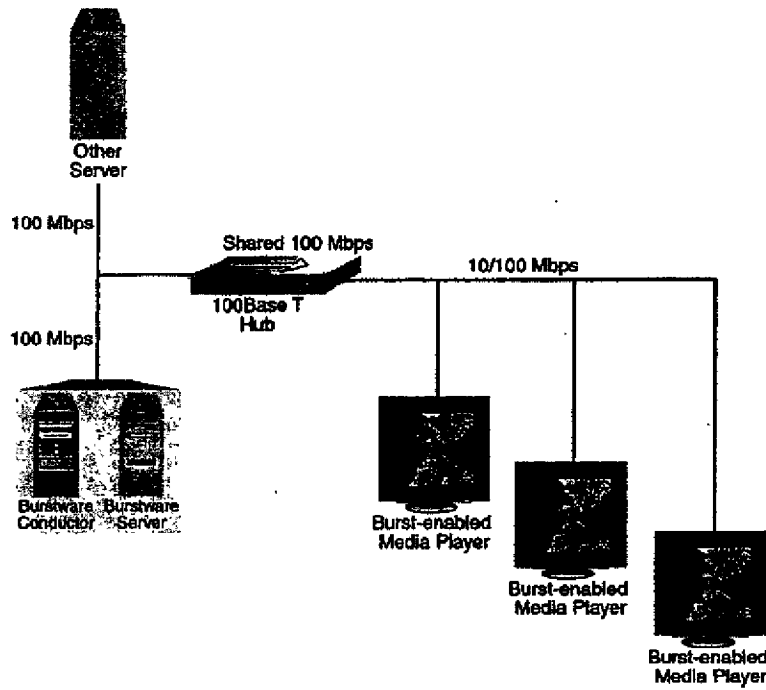 Other
Server
100 Mbps
Shared 100 Mbps
10/100 Mbps
100Base T
Hub
100 Mbps
Burstware Burstware
Conductor Server
Burst-enabled
Media Player
Burst-enabled
Media Player
Burst-enabled
Media Player